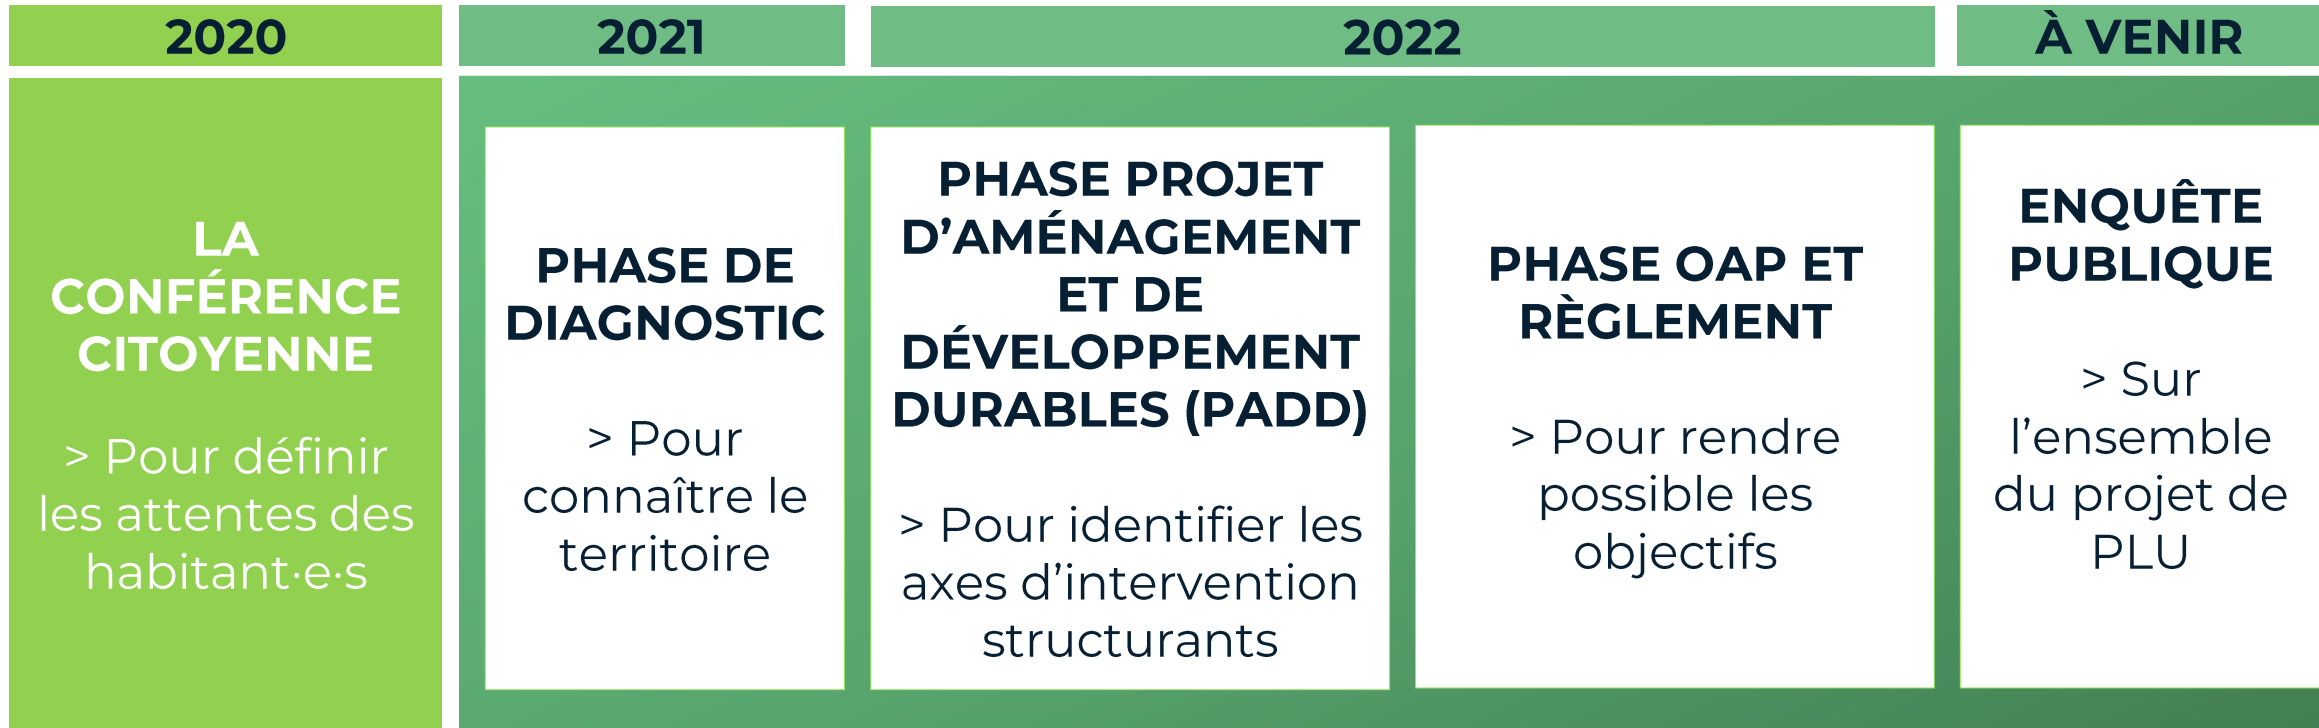 2020
LA
CONFÉRENCE
CITOYENNE
> Pour définir
les attentes des
habitant·e·s
2021
PHASE DE
DIAGNOSTIC
> Pour
connaître le
territoire
2022
PHASE PROJET
D’AMÉNAGEMENT
ET DE
DÉVELOPPEMENT
DURABLES (PADD)
> Pour identifier les
axes d’intervention
structurants
PHASE OAP ET
RÈGLEMENT
> Pour rendre
possible les
objectifs
À VENIR
ENQUÊTE
PUBLIQUE
> Sur
l’ensemble
du projet de
PLU